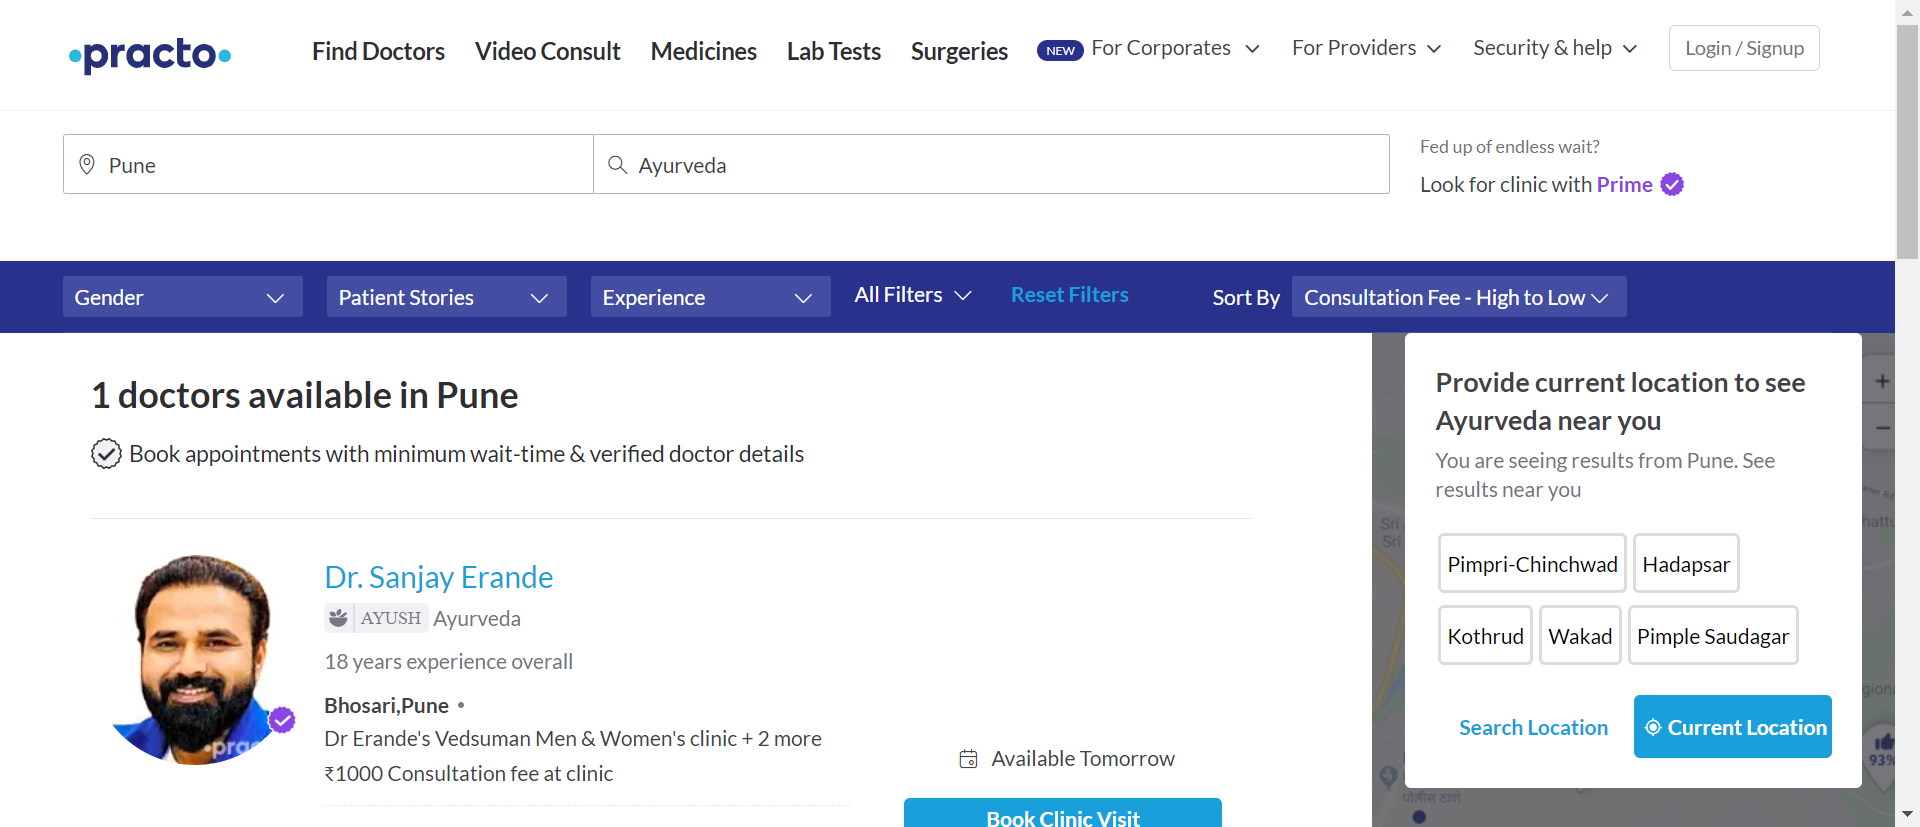 practo
Find Doctors
Video Consult
Medicines
Lab Tests
Surgeries
NEW
For Corporates
For Providers
Security & help
Login / Signup
Pune
Ayurveda
Fed up of endless wait?
Look for clinic with Prime
Gender
Patient Stories
Experience
All Filters
Reset Filters
Sort By
Consultation Fee - High to Low
1 doctors available in Pune
Book appointments with minimum wait-time & verified doctor details
Dr. Sanjay Erande
AYUSH Ayurveda
18 years experience overall
Bhosari,Pune •
Dr Erande's Vedsuman Men & Women's clinic + 2 more
₹1000 Consultation fee at clinic
Available Tomorrow
Book Clinic Visit
Provide current location to see
Ayurveda near you
You are seeing results from Pune. See
results near you
Pimpri-Chinchwad
Hadapsar
Kothrud
Wakad
Pimple Saudagar
Search Location
Current Location
+
−
Sri
Sri
93%
पोलीस ठाणे